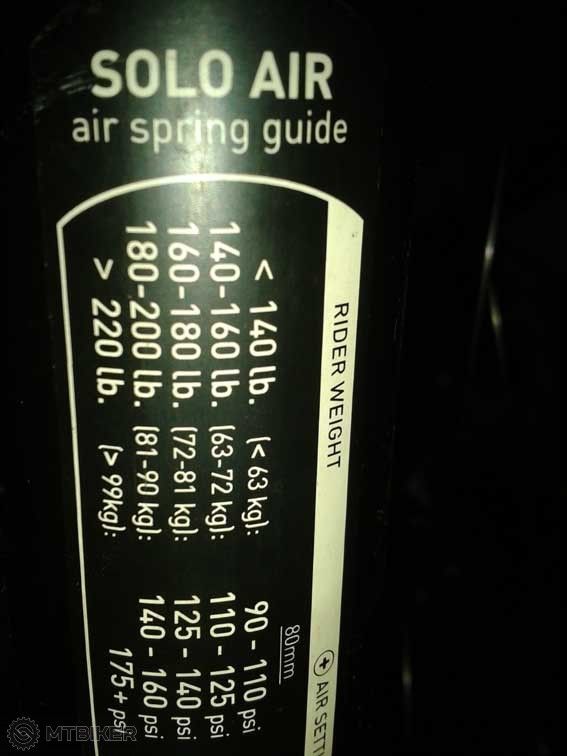 SOLO AIR
air spring guide
RIDER WEIGHT
+ AIR SETT
80mm
< 140 lb. (< 63 kg): 90 - 110 psi
140-160 lb. (63-72 kg): 110 - 125 psi
160-180 lb. (72-81 kg): 125 - 140 psi
180-200 lb. (81-90 kg): 140 - 160 psi
> 220 lb. (> 99kg): 175+ psi
MTBIKER